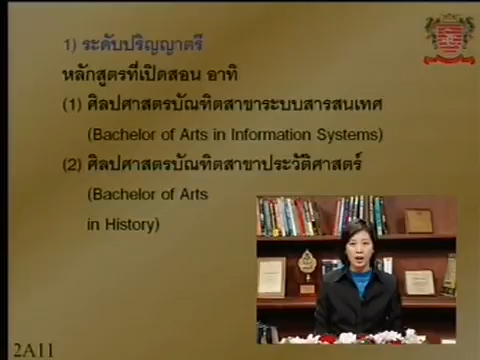 1) ระดับปริญญาตรี
หลักสูตรที่เปิดสอน อาทิ
(1) ศิลปศาสตรบัณฑิตสาขาระบบสารสนเทศ
(Bachelor of Arts in Information Systems)
(2) ศิลปศาสตรบัณฑิตสาขาประวัติศาสตร์
(Bachelor of Arts
in History)
2A11